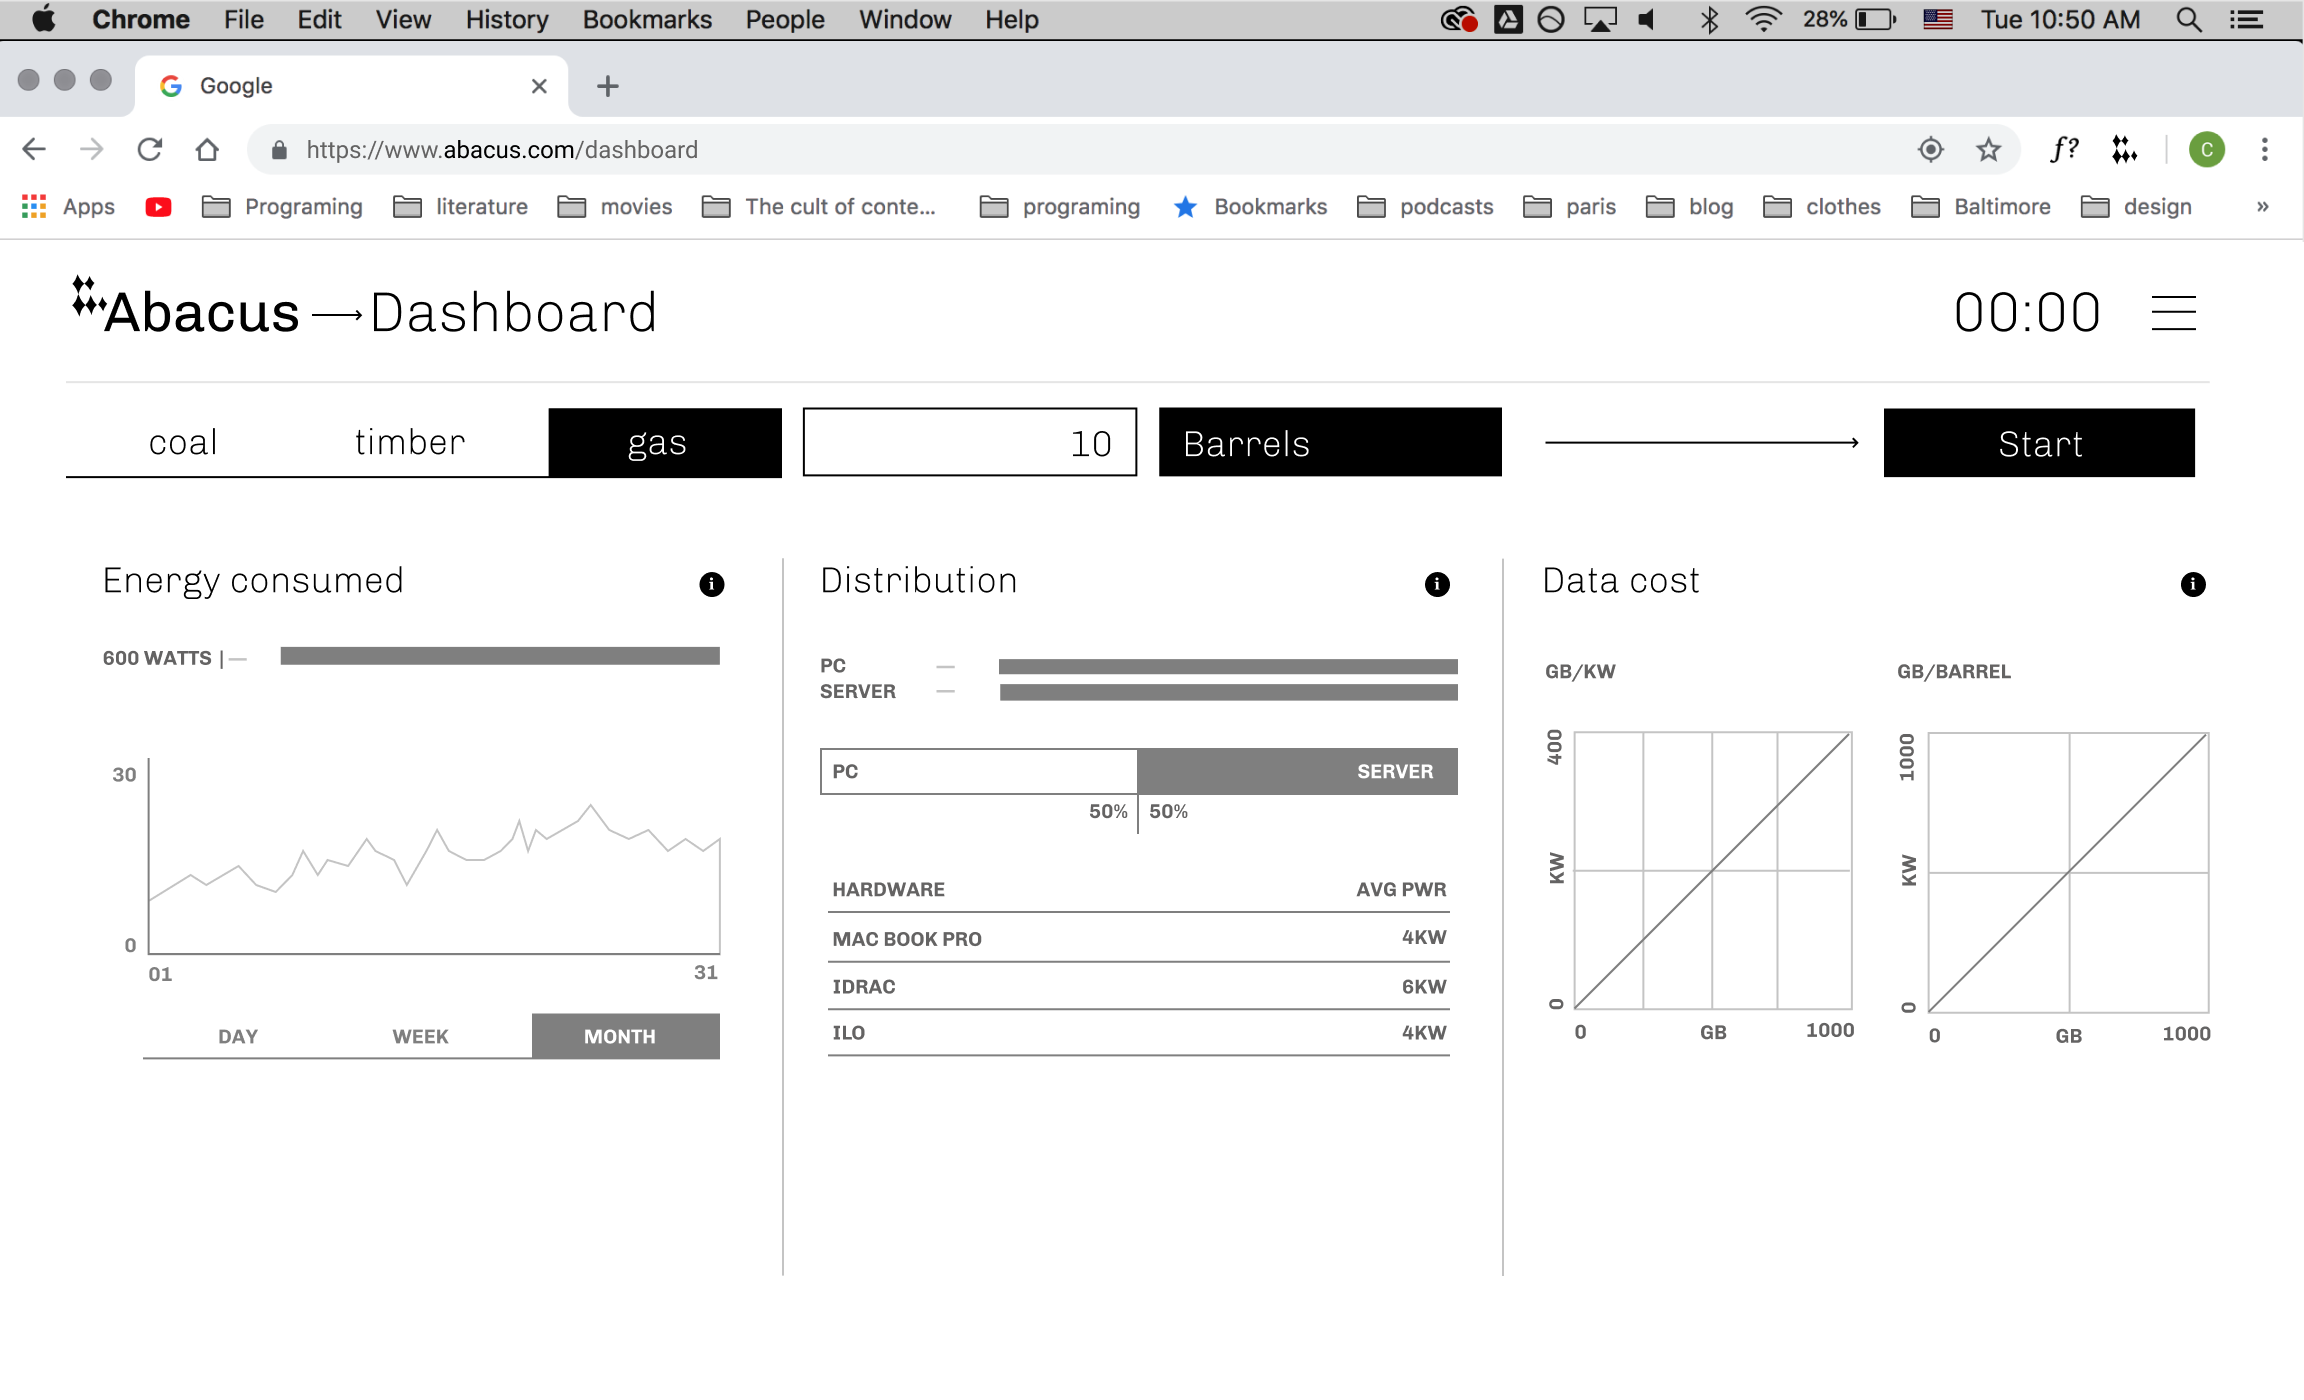 Chrome File Edit View History Bookmarks People Window Help 28% Tue 10:50 AM
Google
https://www.abacus.com/dashboard f? C
Apps Programing literature movies The cult of conte... programing Bookmarks podcasts paris blog clothes Baltimore design »
Abacus Dashboard 00:00
coal timber gas 10 Barrels Start
Energy consumed i
600 WATTS |—
30
0
01 31
DAY WEEK MONTH
Distribution i
PC —
SERVER —
PC SERVER
50% 50%
HARDWARE AVG PWR
MAC BOOK PRO 4KW
IDRAC 6KW
ILO 4KW
Data cost i
GB/KW
400
KW
0
0 GB 1000
GB/BARREL
1000
KW
0
0 GB 1000